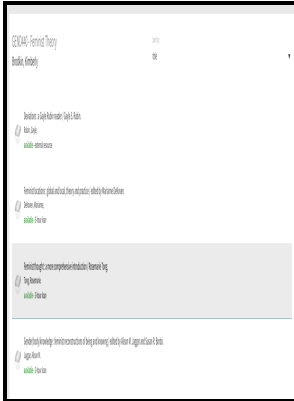 GEND440 - Feminist Theory
Brodkin, Kimberly
Sort by
title
Deviations : a Gayle Rubin reader / Gayle S. Rubin.
Rubin, Gayle,
available - external resource
Feminist locations : global and local, theory and practice / edited by Marianne DeKoven.
DeKoven, Marianne,
available - 3 hour loan
Feminist thought : a more comprehensive introduction / Rosemarie Tong.
Tong, Rosemarie.
available - 3 hour loan
Gender/body/knowledge : feminist reconstructions of being and knowing / edited by Alison M. Jaggar and Susan R. Bordo.
Jaggar, Alison M.
available - 3 hour loan